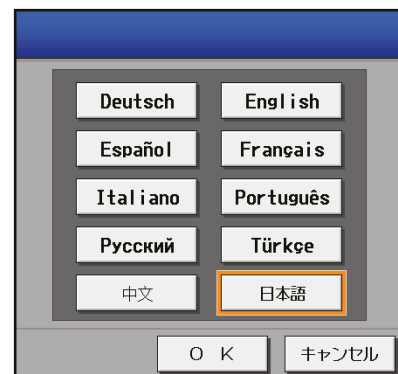 Deutsch English
Español Français
Italiano Português
Русский Türkçe
中文 日本語
O K キャンセル